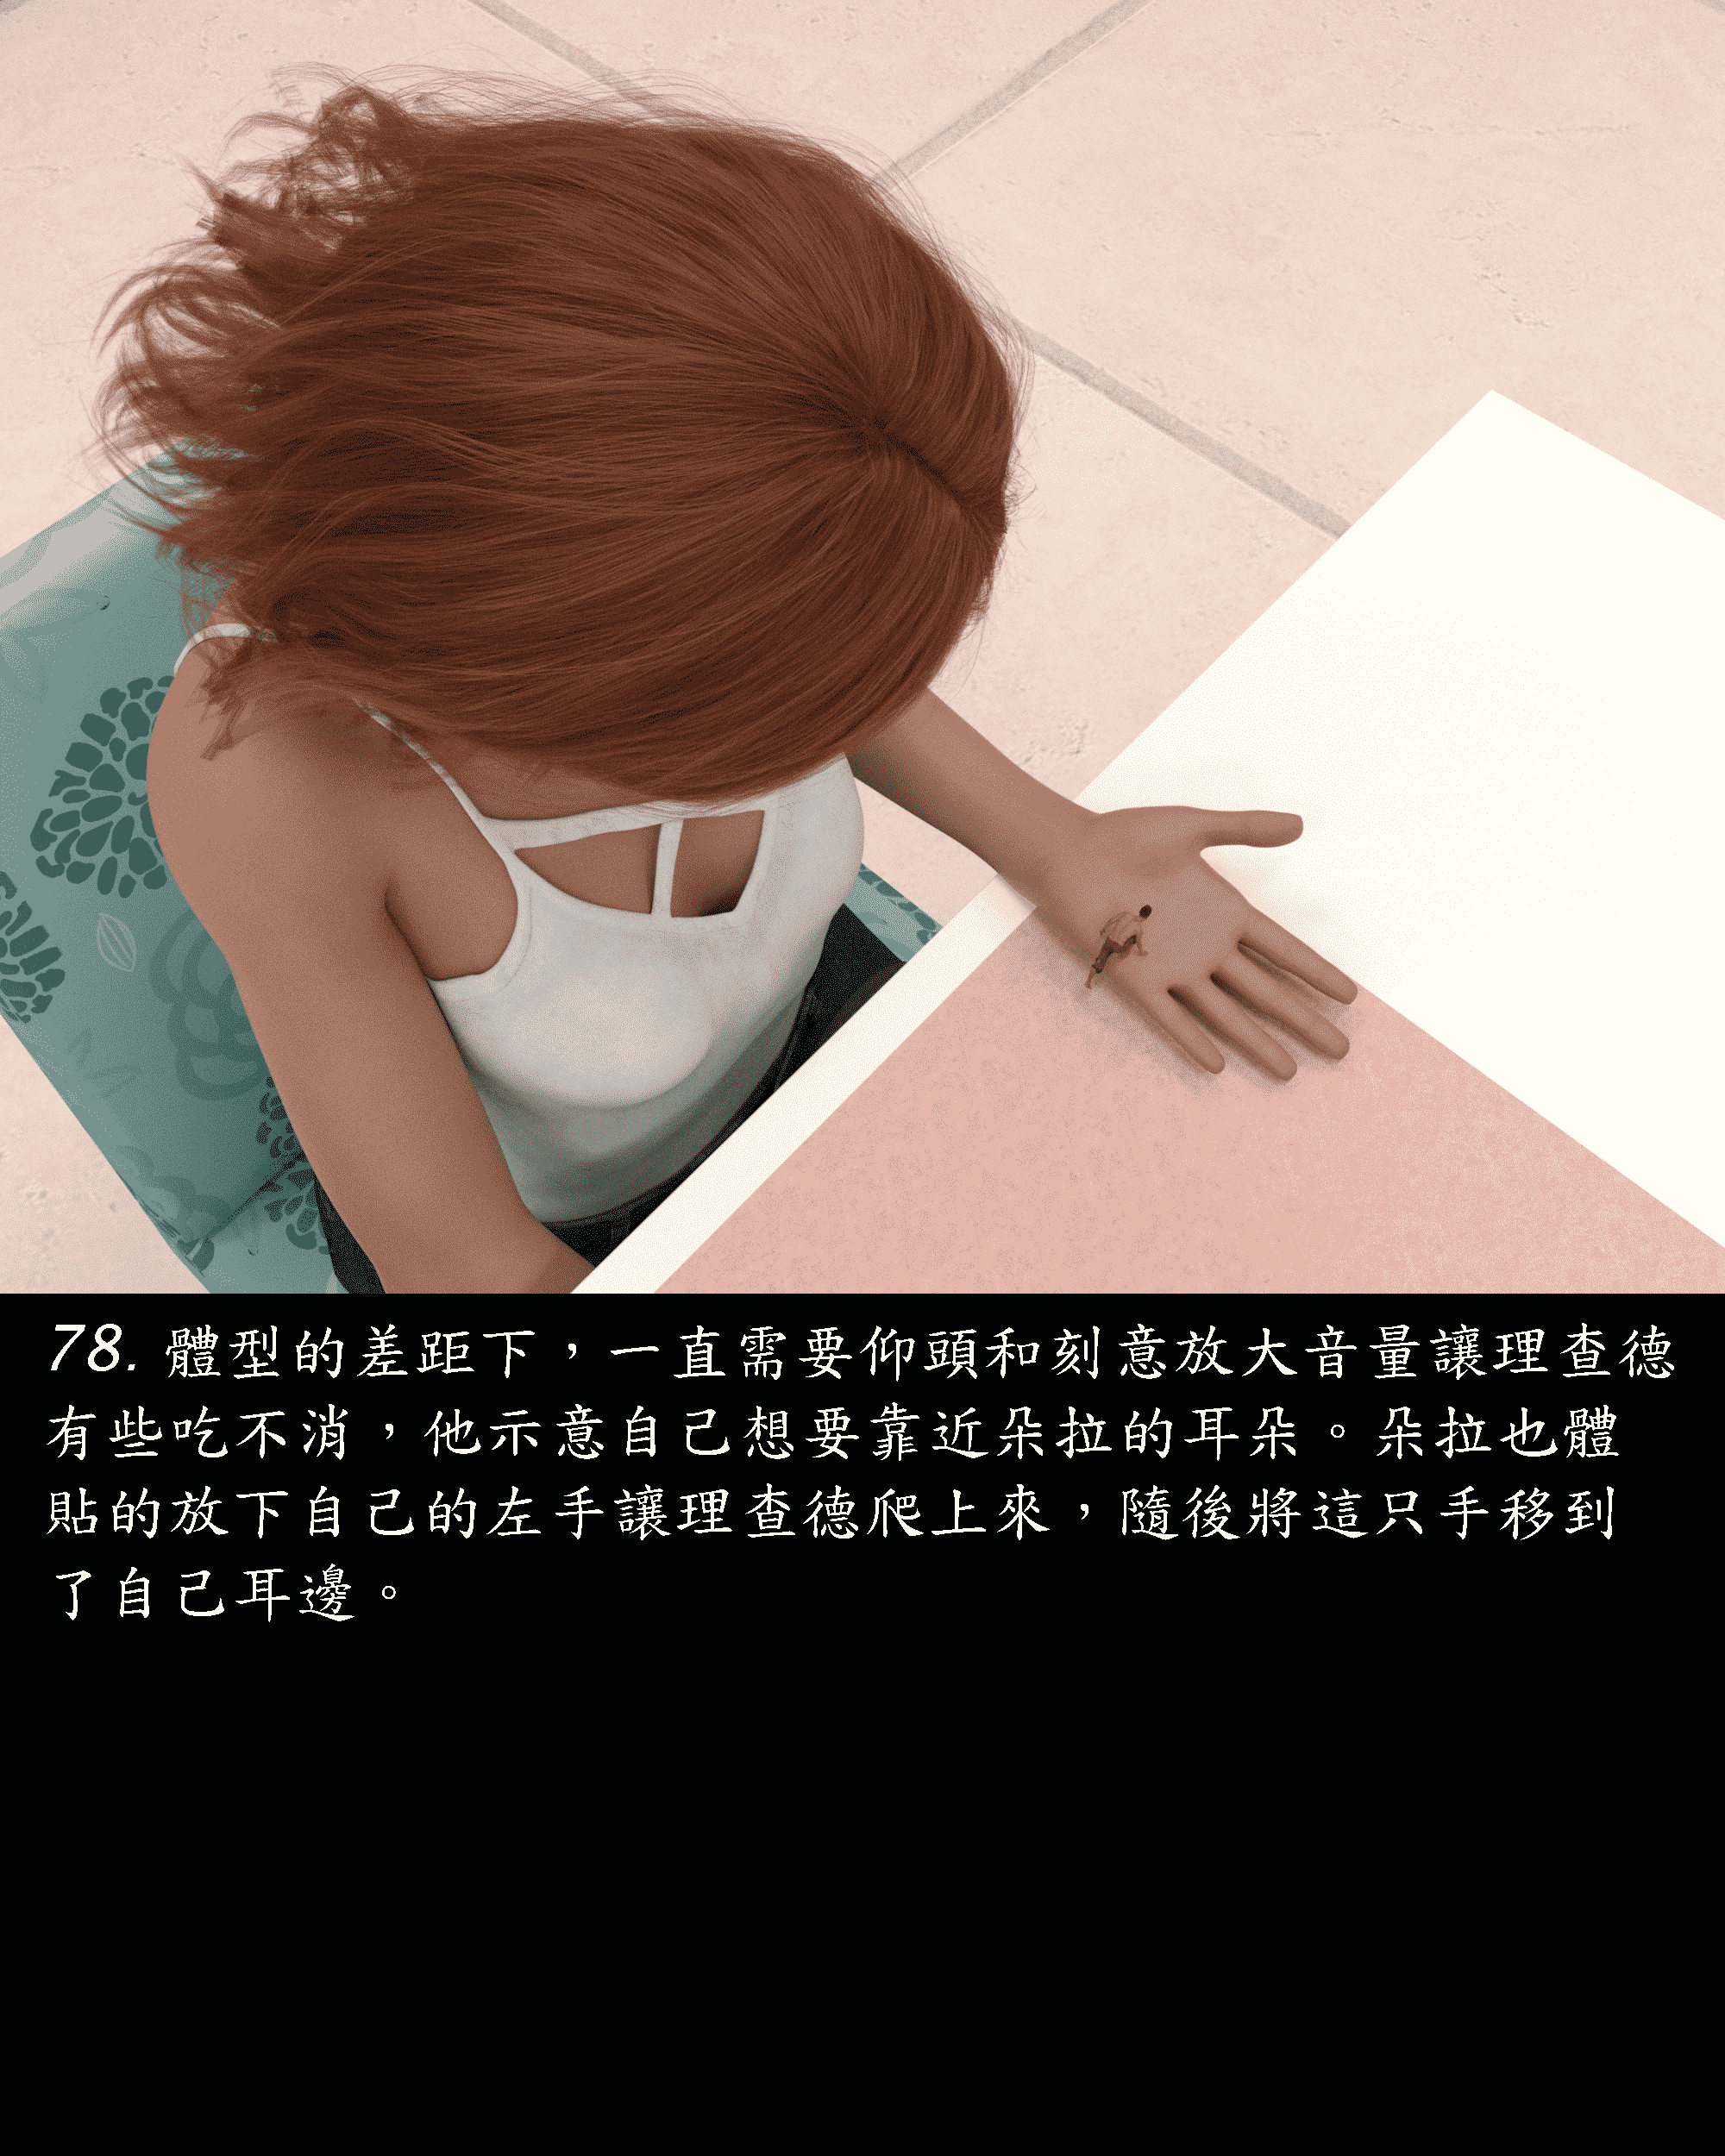 78. 體型的差距下，一直需要仰頭和刻意放大音量讓理查德
有些吃不消，他示意自己想要靠近朵拉的耳朵。朵拉也體
貼的放下自己的左手讓理查德爬上來，隨後將這只手移到
了自己耳邊。